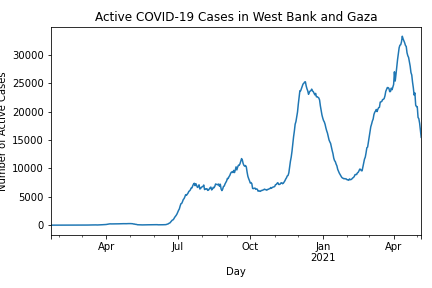 Active COVID-19 Cases in West Bank and Gaza
Number of Active Cases
30000
25000
20000
15000
10000
5000
0
Apr
Jul
Oct
Jan
2021
Apr
Day